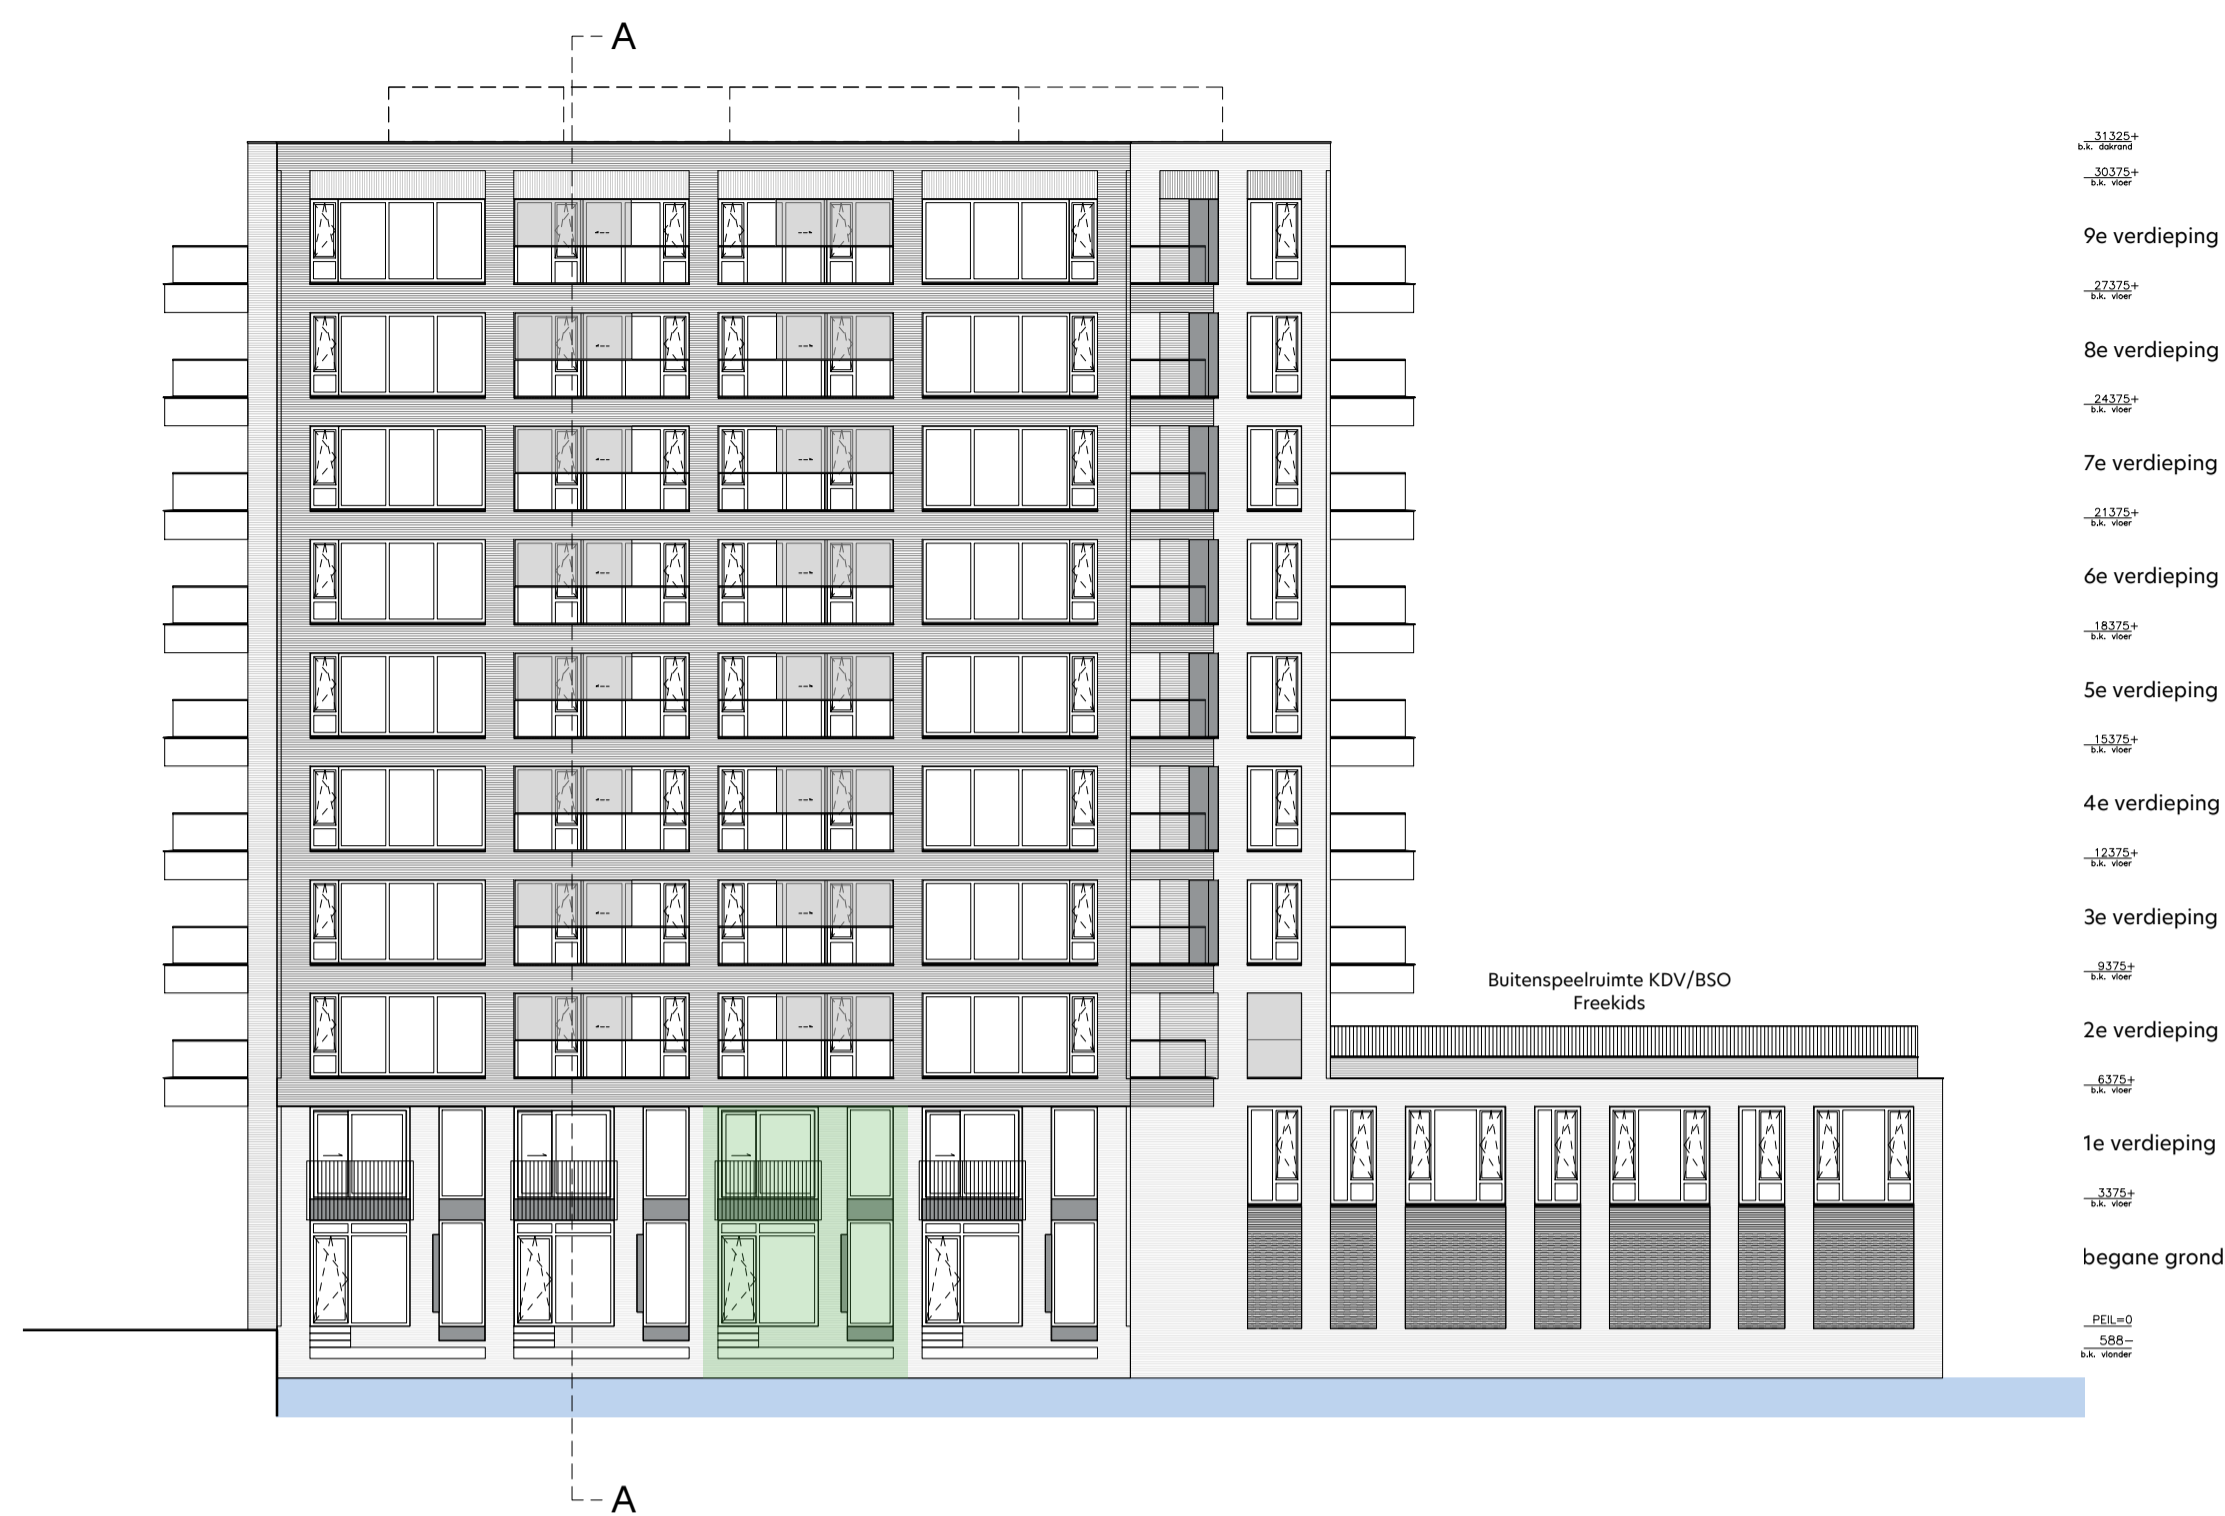 A
31325+
b.k. dakrand
30375+
b.k. vloer
9e verdieping
27375+
b.k. vloer
8e verdieping
24375+
b.k. vloer
7e verdieping
21375+
b.k. vloer
6e verdieping
18375+
b.k. vloer
5e verdieping
15375+
b.k. vloer
4e verdieping
12375+
b.k. vloer
3e verdieping
9375+
b.k. vloer
Buitenspeelruimte KDV/BSO
Freekids
2e verdieping
6375+
b.k. vloer
1e verdieping
3375+
b.k. vloer
begane grond
PEIL=0
588-
b.k. vlonder
A